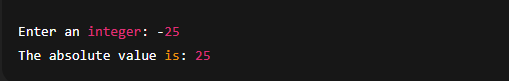 Enter an integer: -25
The absolute value is: 25